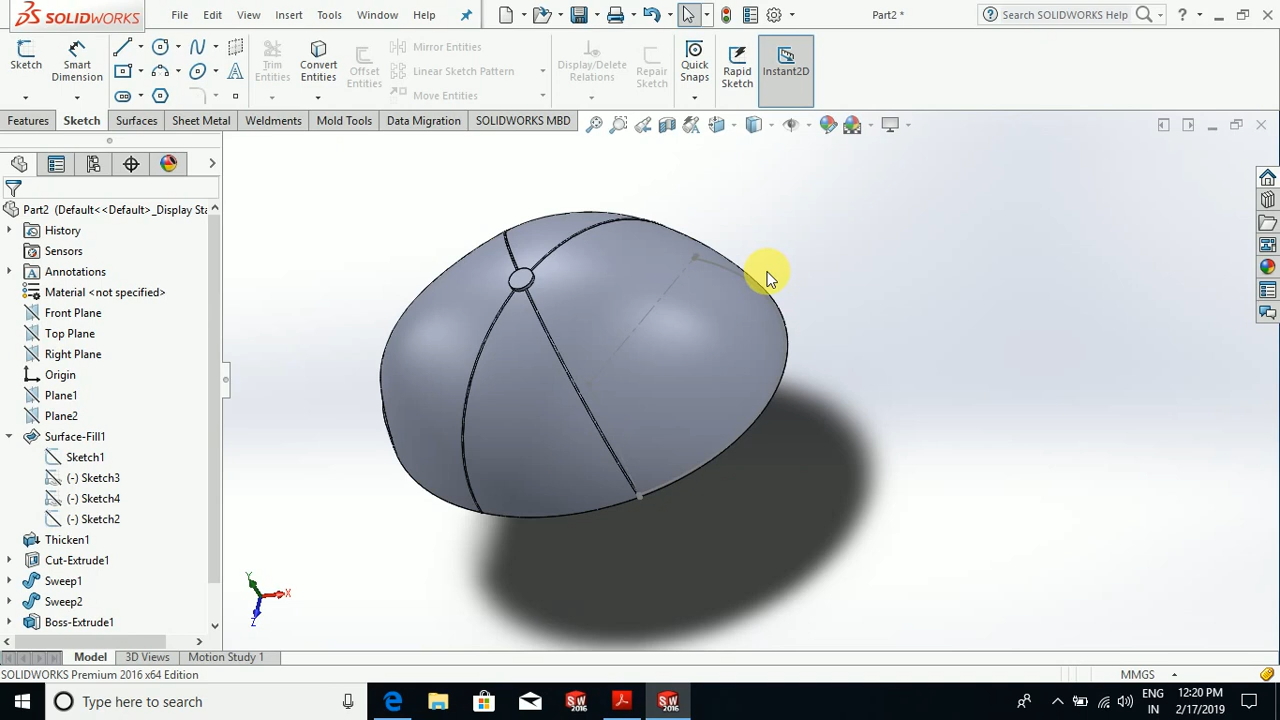 SOLIDWORKS File Edit View Insert Tools Window Help Part2 * Search SOLIDWORKS Help ?
Sketch Smart Dimension Trim Entities Convert Entities Offset Entities Mirror Entities Linear Sketch Pattern Move Entities Display/Delete Relations Repair Sketch Quick Snaps Rapid Sketch Instant2D
Features Sketch Surfaces Sheet Metal Weldments Mold Tools Data Migration SOLIDWORKS MBD
Part2 (Default<<Default>_Display Sta
History
Sensors
Annotations
Material <not specified>
Front Plane
Top Plane
Right Plane
Origin
Plane1
Plane2
Surface-Fill1
Sketch1
(-) Sketch3
(-) Sketch4
(-) Sketch2
Thicken1
Cut-Extrude1
Sweep1
Sweep2
Boss-Extrude1
Y
X
Z
Model 3D Views Motion Study 1
SOLIDWORKS Premium 2016 x64 Edition MMGS
Type here to search SW 2016 SW 2016 ENG IN 12:20 PM 2/17/2019